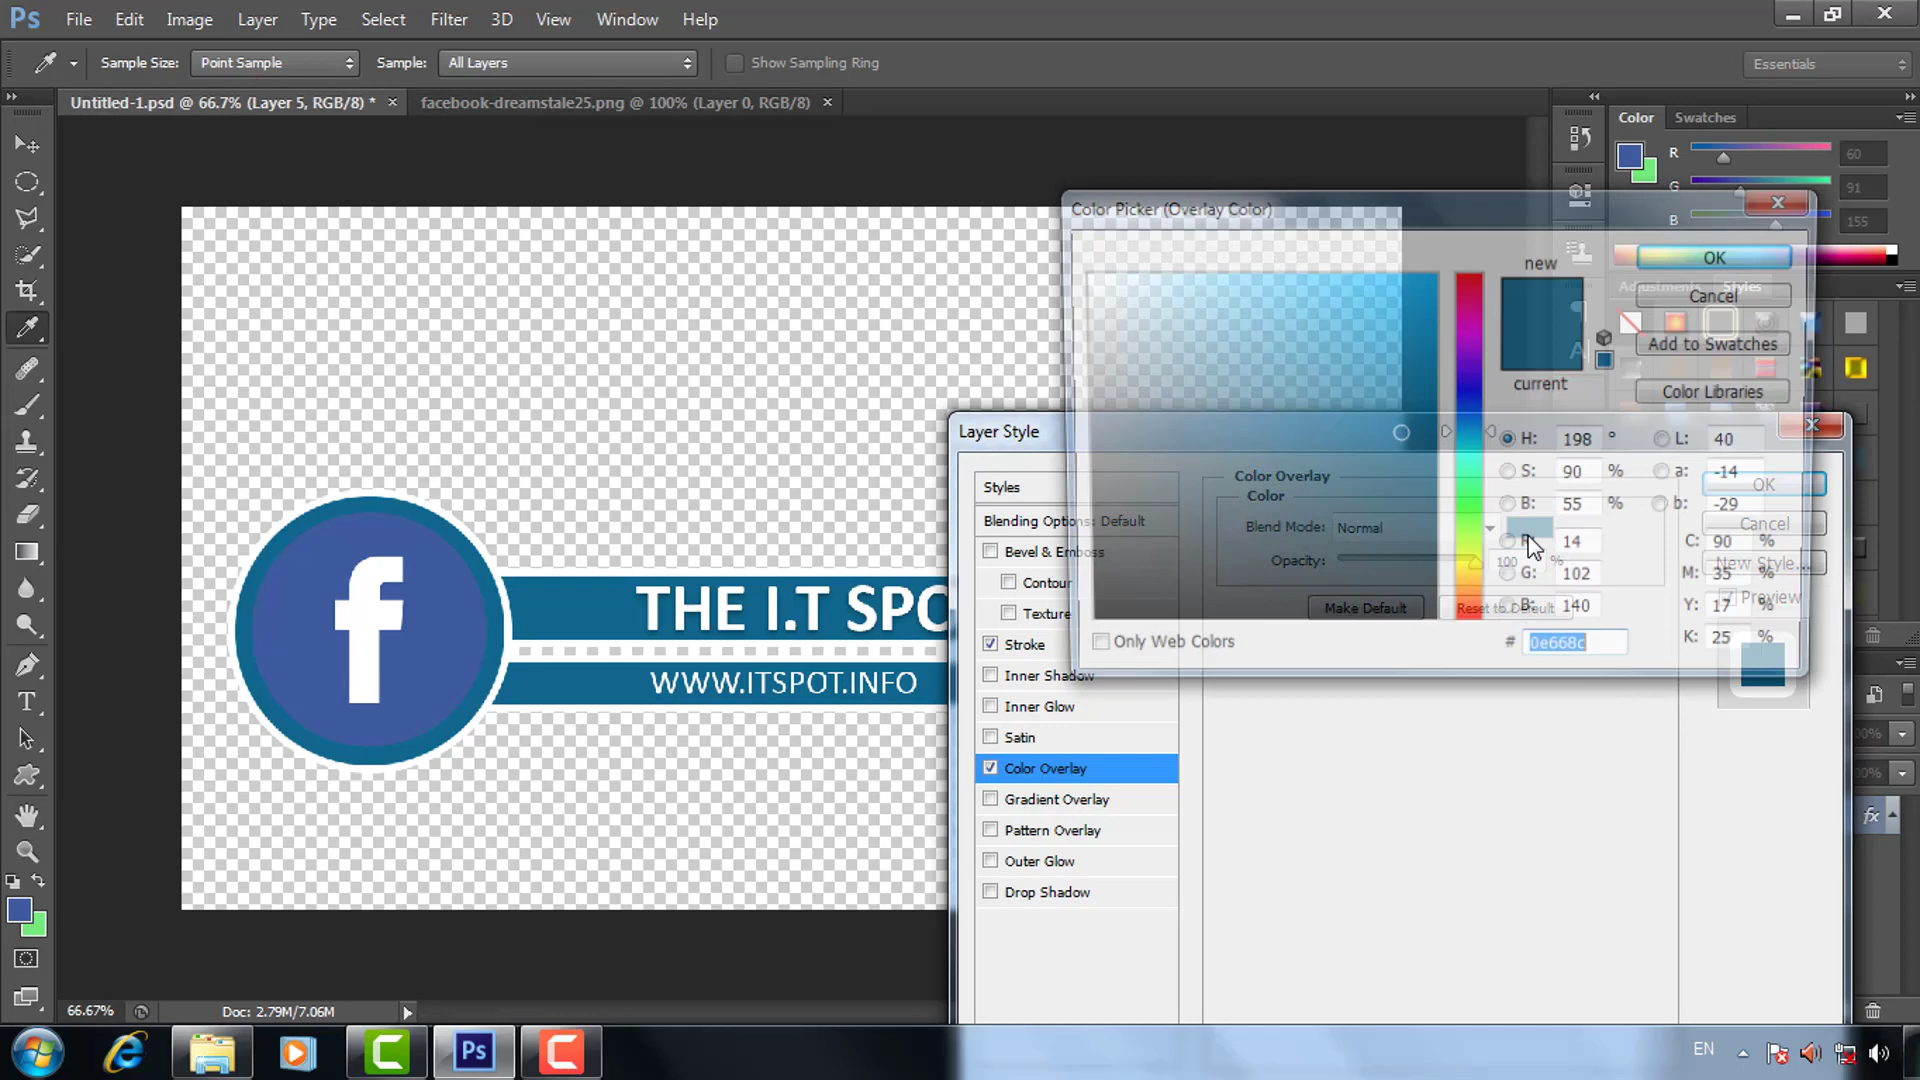 Ps File Edit Image Layer Type Select Filter 3D View Window Help
Sample Size: Point Sample Sample: All Layers Show Sampling Ring Essentials
Untitled-1.psd @ 66.7% (Layer 5, RGB/8) * × facebook-dreamstale25.png @ 100% (Layer 0, RGB/8) ×
Color Swatches
R 60
G 91
B 155
Adjustments Styles
Color Picker (Overlay Color)
new
current
OK
Cancel
Add to Swatches
Color Libraries
H: 198 ° L: 40
S: 90 % a: -14
B: 55 % b: -29
R: 14 C: 90 %
G: 102 M: 35 %
B: 140 Y: 17 %
# 0e668c K: 25 %
Only Web Colors
Layer Style
Styles
Blending Options: Default
Bevel & Emboss
Contour
Texture
Stroke
Inner Shadow
Inner Glow
Satin
Color Overlay
Gradient Overlay
Pattern Overlay
Outer Glow
Drop Shadow
Color Overlay
Color
Blend Mode: Normal
Opacity: 100 %
Make Default Reset to Default
OK
Cancel
New Style...
Preview
f
THE I.T SPO
WWW.ITSPOT.INFO
fx
66.67% Doc: 2.79M/7.06M
Ps
EN